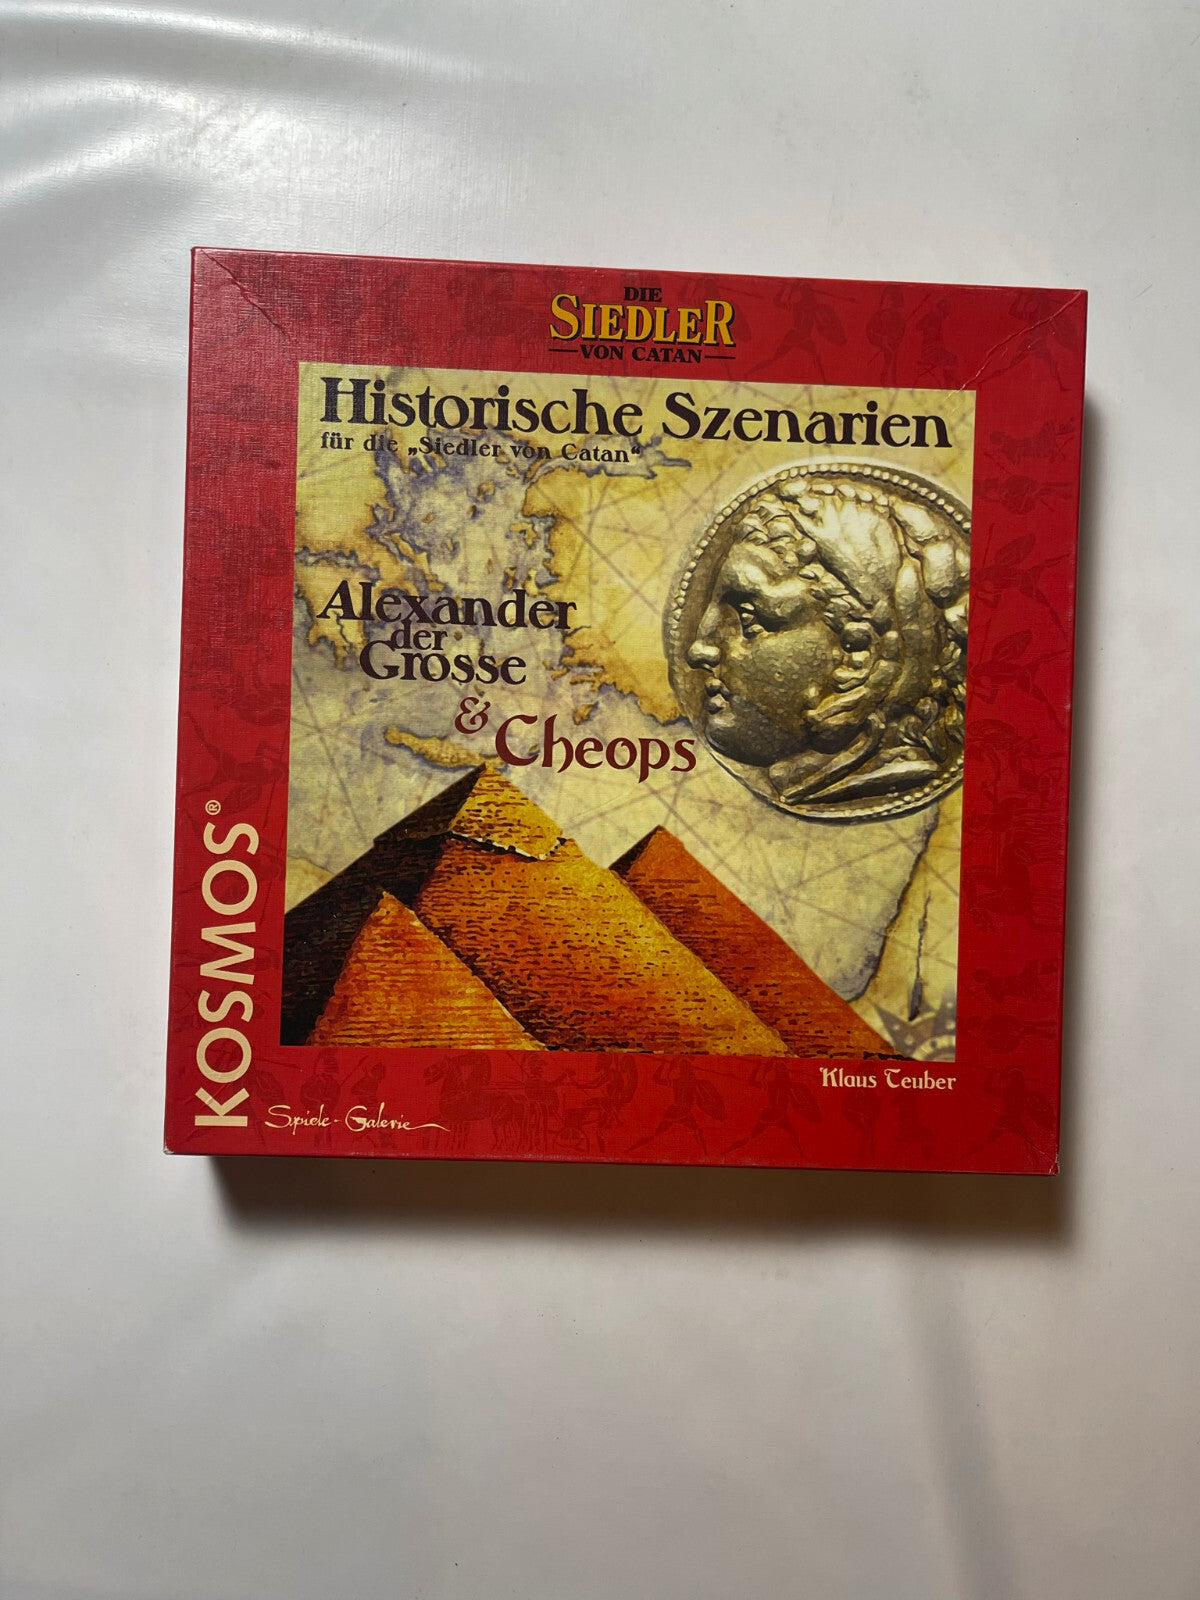 DIE
SIEDLER
VON CATAN
Historische Szenarien
für die „Siedler von Catan“
Alexander
der
Grosse
& Cheops
KOSMOS®
Klaus Teuber
Spiele-Galerie